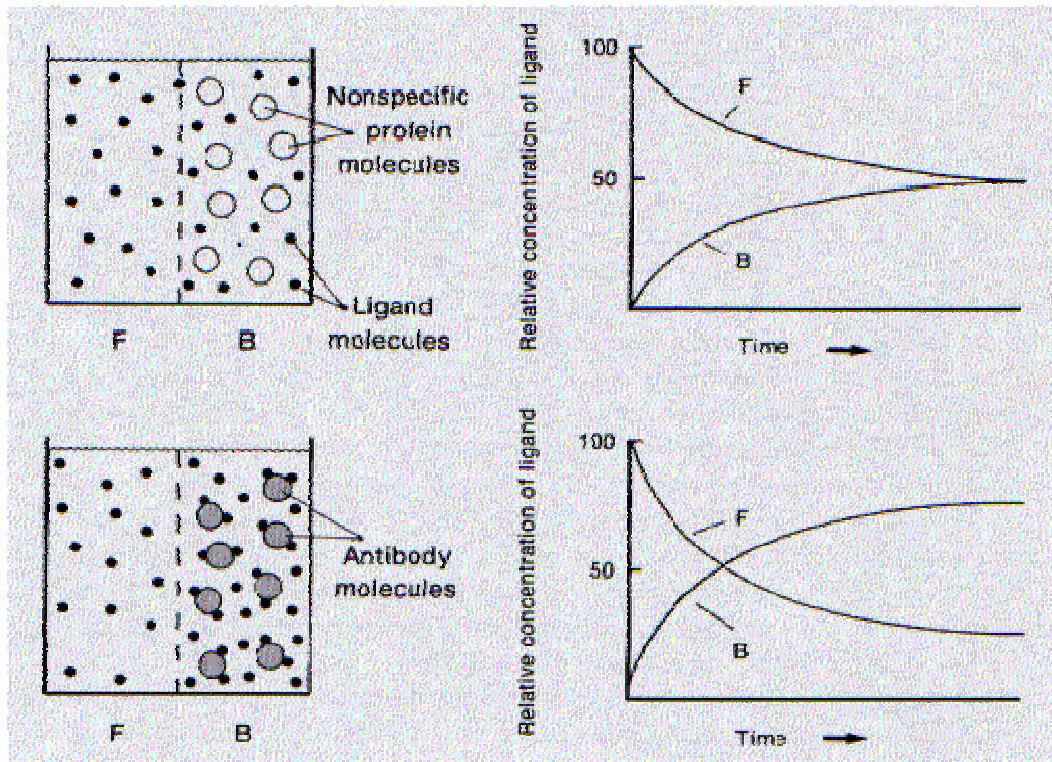 Nonspecific
protein
molecules
Ligand
molecules
F
B
Relative concentration of ligand
100
50
F
B
Time
Antibody
molecules
F
B
Relative concentration of ligand
100
50
F
B
Time